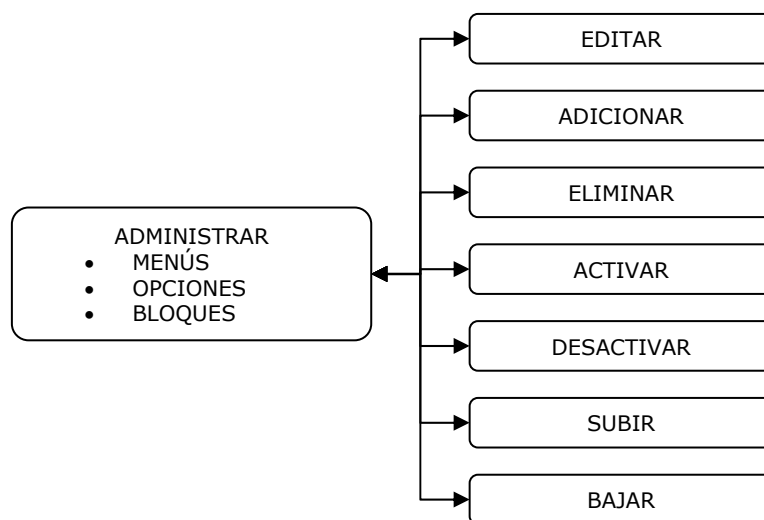 ADMINISTRAR
• MENÚS
• OPCIONES
• BLOQUES
EDITAR
ADICIONAR
ELIMINAR
ACTIVAR
DESACTIVAR
SUBIR
BAJAR